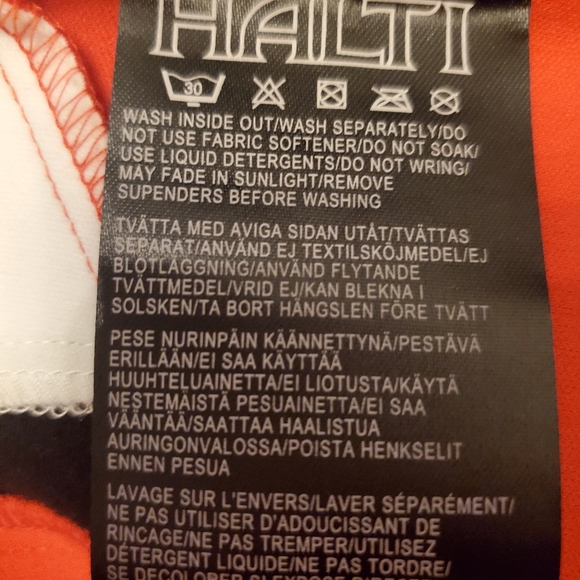 HALTI
30
WASH INSIDE OUT/WASH SEPARATELY/DO
NOT USE FABRIC SOFTENER/DO NOT SOAK/
USE LIQUID DETERGENTS/DO NOT WRING/
MAY FADE IN SUNLIGHT/REMOVE
SUPENDERS BEFORE WASHING
TVÄTTA MED AVIGA SIDAN UTÅT/TVÄTTAS
SEPARAT/ANVÄND EJ TEXTILSKÖJMEDEL/EJ
BLÖTLÄGGNING/ANVÄND FLYTANDE
TVÄTTMEDEL/VRID EJ/KAN BLEKNA I
SOLSKEN/TA BORT HÄNGSLEN FÖRE TVÄTT
PESE NURINPÄIN KÄÄNNETTYNÄ/PESTÄVÄ
ERILLÄÄN/EI SAA KÄYTTÄÄ
HUUHTELUAINETTA/EI LIOTUSTA/KÄYTÄ
NESTEMÄISTÄ PESUAINETTA/EI SAA
VÄÄNTÄÄ/SAATTAA HAALISTUA
AURINGONVALOSSA/POISTA HENKSELIT
ENNEN PESUA
LAVAGE SUR L'ENVERS/LAVER SÉPARÉMENT/
NE PAS UTILISER D'ADOUCISSANT DE
RINCAGE/NE PAS TREMPER/UTILISEZ
DÉTERGENT LIQUIDE/NE PAS TORDRE/
SE DECOLORER